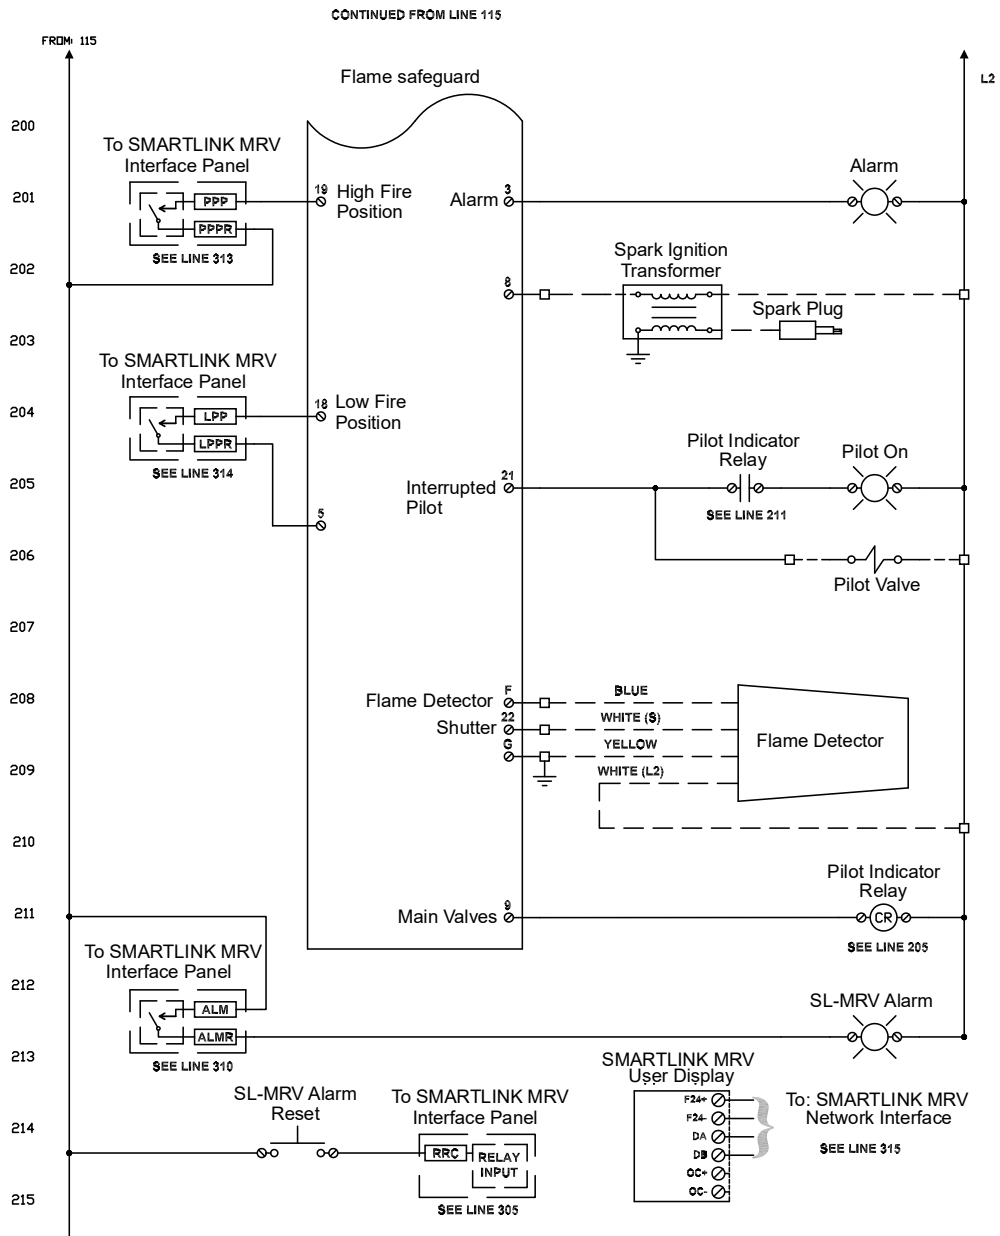 CONTINUED FROM LINE 115
FROM: 115
L2
Flame safeguard
200
To SMARTLINK MRV
Interface Panel
201
PPP
PPPR
SEE LINE 313
19
High Fire
Position
Alarm
3
Alarm
202
8
Spark Ignition
Transformer
Spark Plug
203
To SMARTLINK MRV
Interface Panel
204
LPP
LPPR
SEE LINE 314
18
Low Fire
Position
205
5
Interrupted
Pilot
21
Pilot Indicator
Relay
SEE LINE 211
Pilot On
206
Pilot Valve
207
208
Flame Detector
F
BLUE
Shutter
22
WHITE (S)
G
YELLOW
WHITE (L2)
Flame Detector
209
210
Pilot Indicator
Relay
211
Main Valves
9
CR
SEE LINE 205
To SMARTLINK MRV
Interface Panel
212
ALM
ALMR
SEE LINE 310
SL-MRV Alarm
213
SL-MRV Alarm
Reset
To SMARTLINK MRV
Interface Panel
SMARTLINK MRV
User Display
F24+
F24-
DA
DB
OC+
OC-
To: SMARTLINK MRV
Network Interface
SEE LINE 315
214
RRC
RELAY
INPUT
SEE LINE 305
215